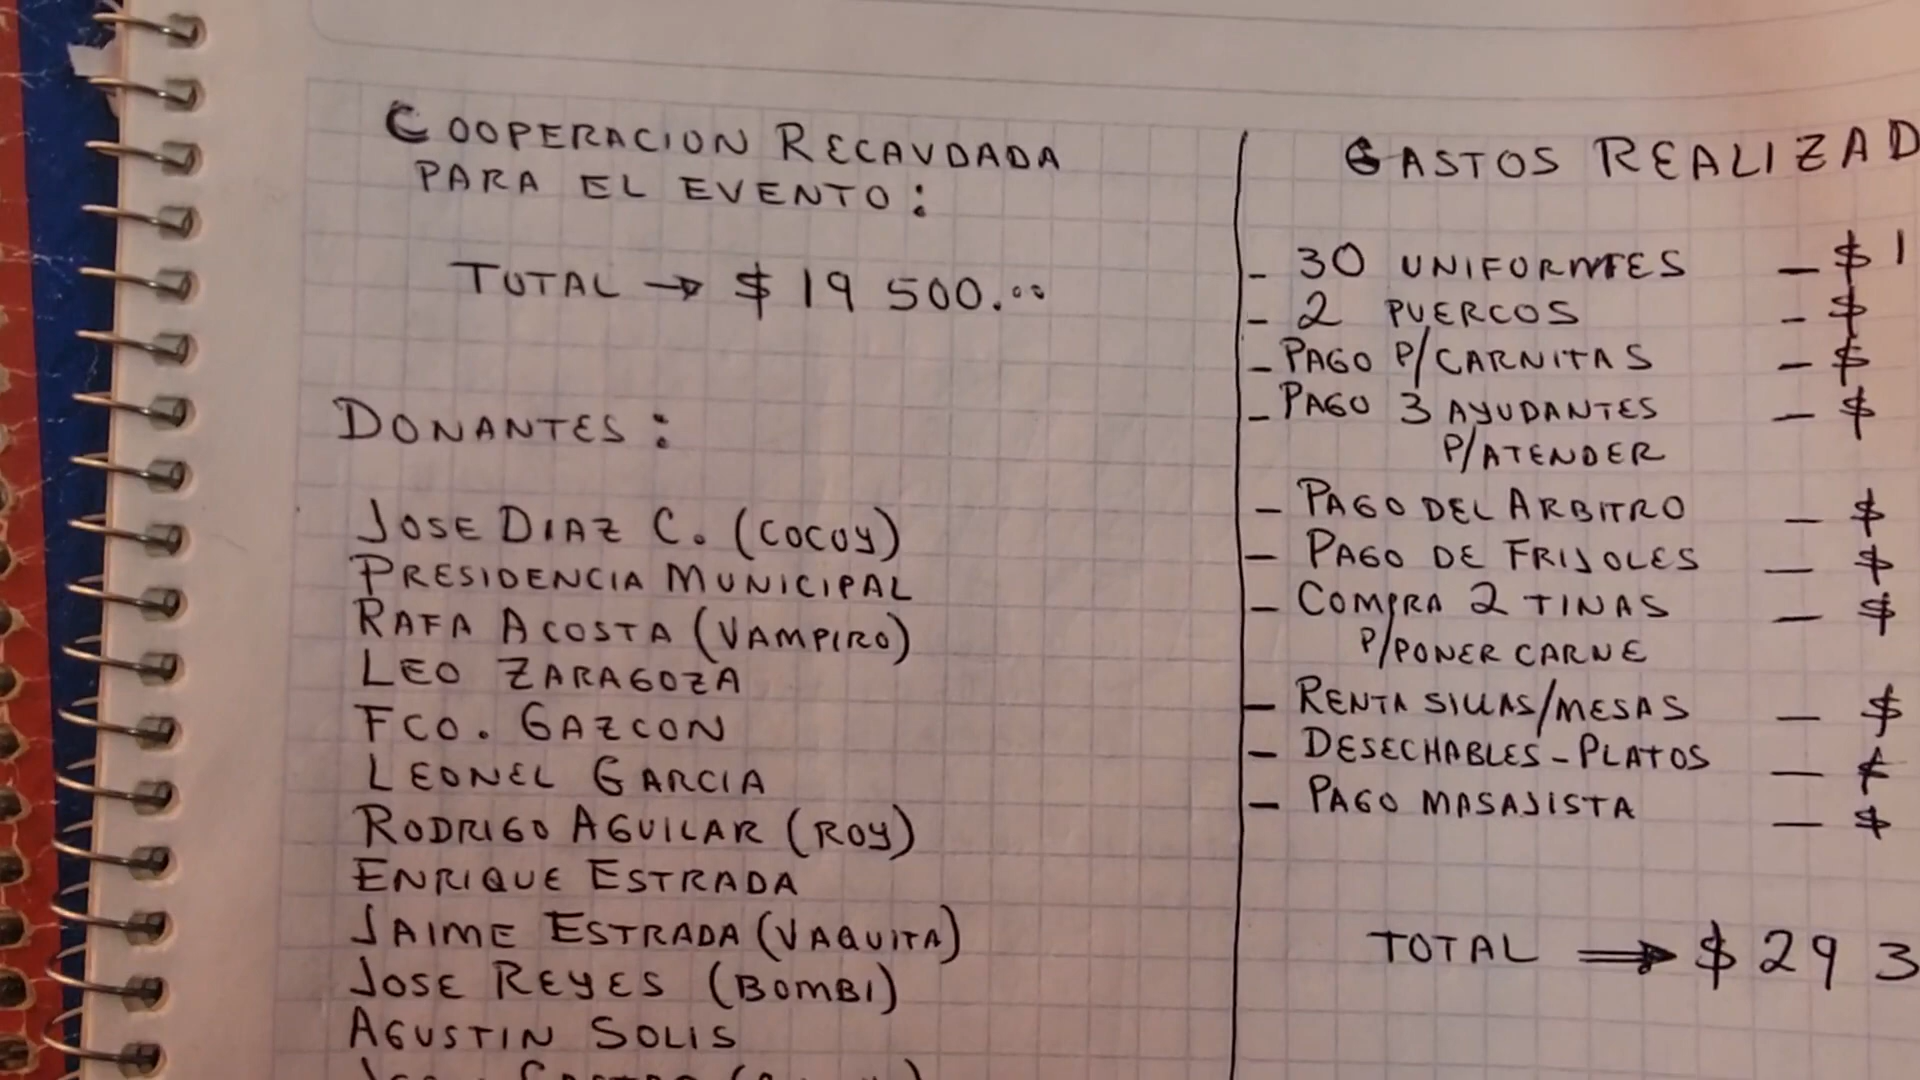 COOPERACION RECAUDADA
PARA EL EVENTO:
TOTAL → $ 19 500.00
DONANTES:
JOSE DIAZ C. (COCOY)
PRESIDENCIA MUNICIPAL
RAFA ACOSTA (VAMPIRO)
LEO ZARAGOZA
FCO. GAZCON
LEONEL GARCIA
RODRIGO AGUILAR (ROY)
ENRIQUE ESTRADA
JAIME ESTRADA (VAQUITA)
JOSE REYES (BOMBI)
AGUSTIN SOLIS
GASTOS REALIZAD
- 30 UNIFORMES - $ 1
- 2 PUERCOS - $
- PAGO P/CARNITAS - $
- PAGO 3 AYUDANTES - $
P/ATENDER
- PAGO DEL ARBITRO - $
- PAGO DE FRIJOLES - $
- COMPRA 2 TINAS - $
P/PONER CARNE
- RENTA SILLAS/MESAS - $
- DESECHABLES-PLATOS - $
- PAGO MASAJISTA - $
TOTAL ⇒ $ 29 3